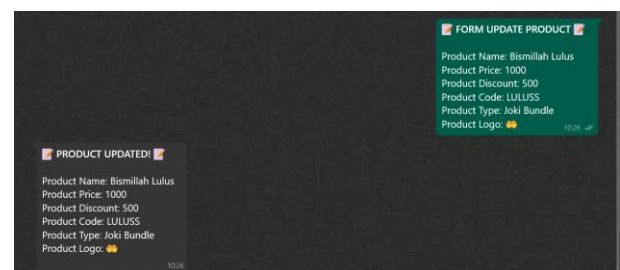 📝 FORM UPDATE PRODUCT 📝
Product Name: Bismillah Lulus
Product Price: 1000
Product Discount: 500
Product Code: LULUSS
Product Type: Joki Bundle
Product Logo: 🤲
10:26
📝 PRODUCT UPDATED! 📝
Product Name: Bismillah Lulus
Product Price: 1000
Product Discount: 500
Product Code: LULUSS
Product Type: Joki Bundle
Product Logo: 🤲
10:26